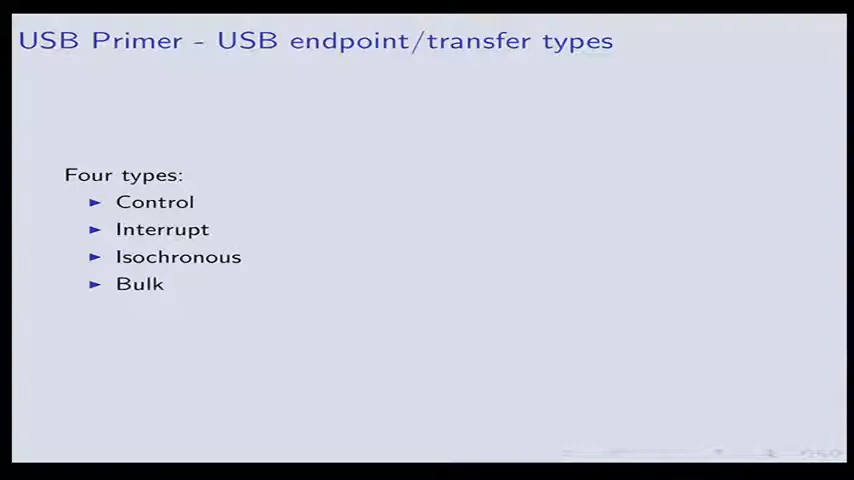 USB Primer - USB endpoint/transfer types
Four types:
► Control
► Interrupt
► Isochronous
► Bulk